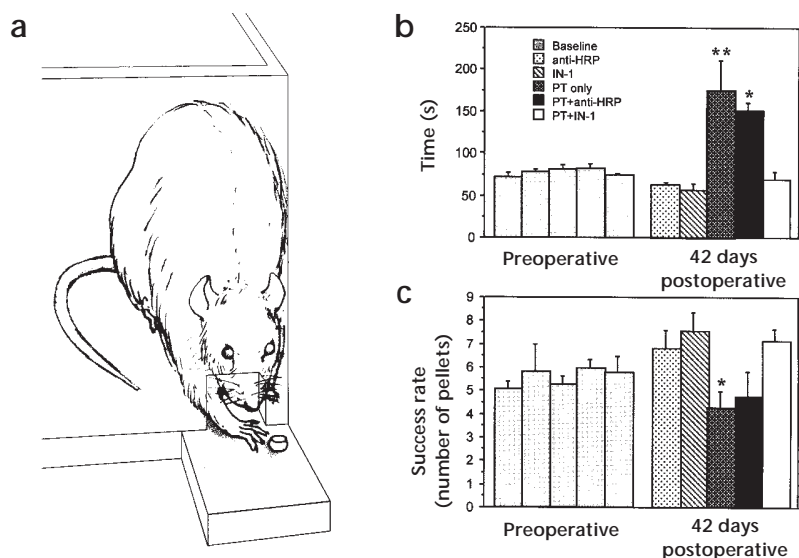 a
b
Time (s)
250
200
150
100
50
0
Baseline
anti-HRP
IN-1
PT only
PT+anti-HRP
PT+IN-1
**
*
Preoperative
42 days
postoperative
c
Success rate
(number of pellets)
9
8
7
6
5
4
3
2
1
0
*
Preoperative
42 days
postoperative